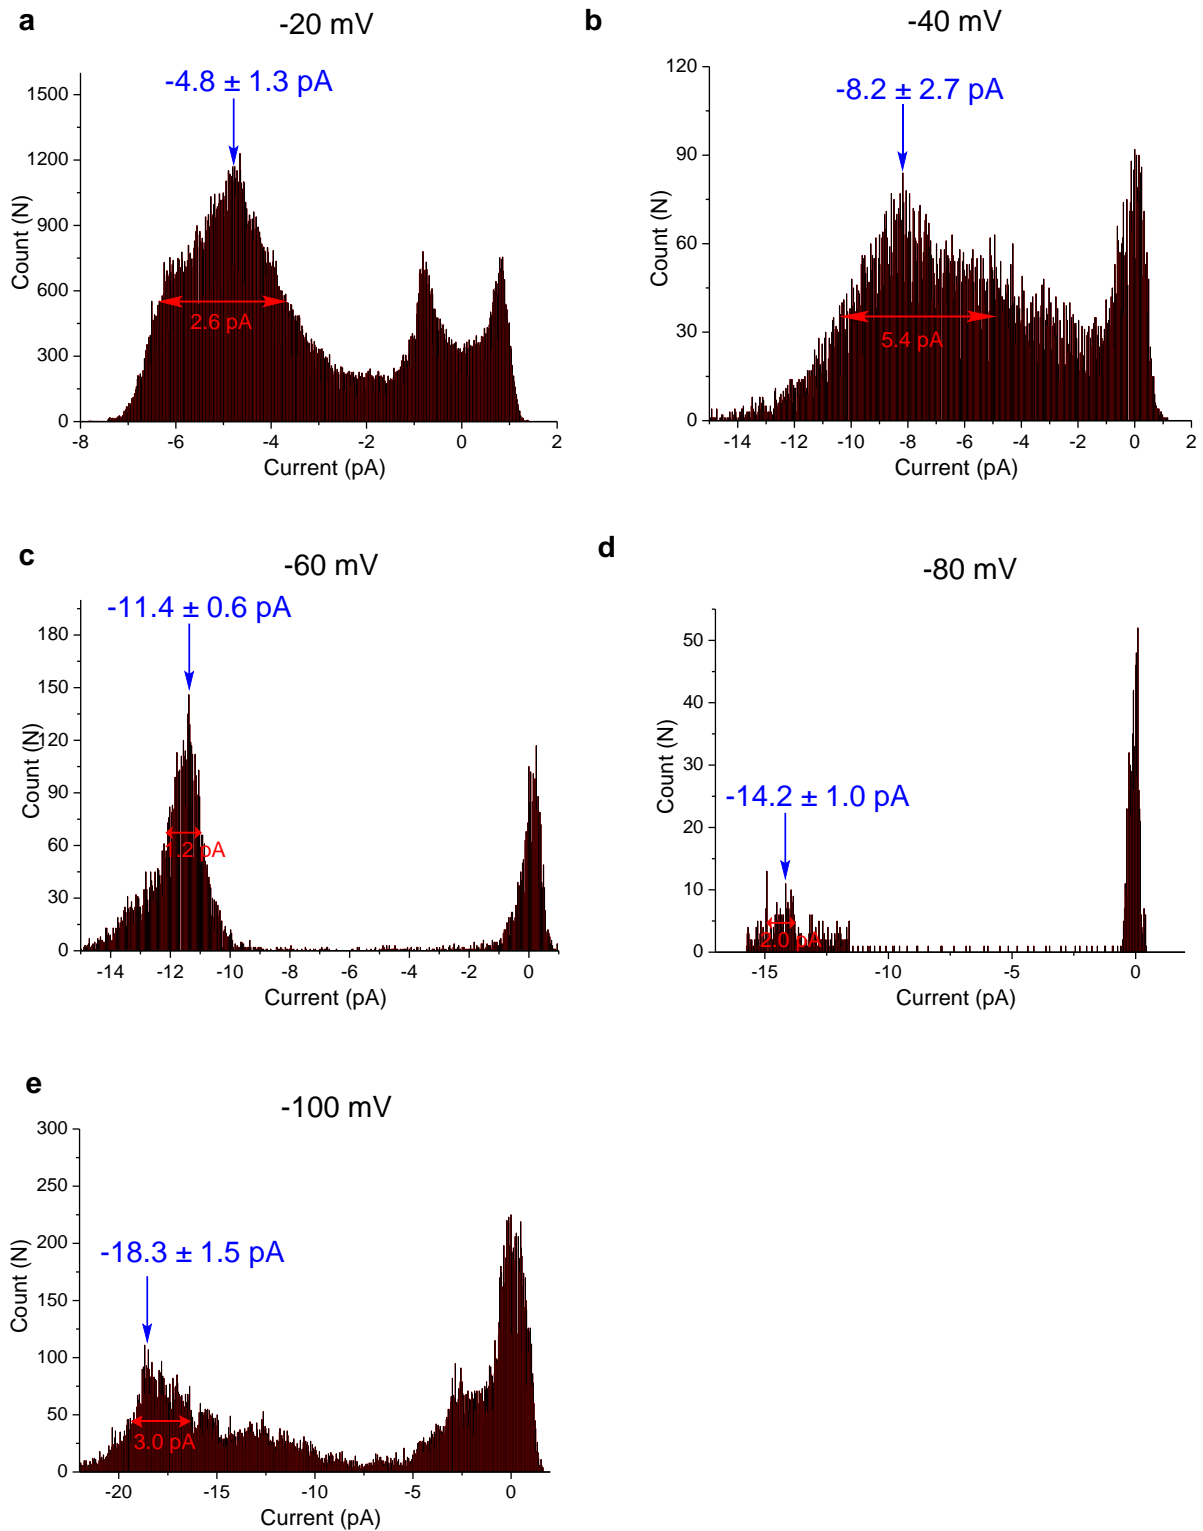 a
-20 mV
-4.8 ± 1.3 pA
1500
1200
900
600
300
0
Count (N)
2.6 pA
-8
-6
-4
-2
0
2
Current (pA)
b
-40 mV
-8.2 ± 2.7 pA
120
90
60
30
0
Count (N)
5.4 pA
-14
-12
-10
-8
-6
-4
-2
0
2
Current (pA)
c
-60 mV
-11.4 ± 0.6 pA
180
150
120
90
60
30
0
Count (N)
1.2 pA
-14
-12
-10
-8
-6
-4
-2
0
Current (pA)
d
-80 mV
-14.2 ± 1.0 pA
50
40
30
20
10
0
Count (N)
2.0 pA
-15
-10
-5
0
Current (pA)
e
-100 mV
-18.3 ± 1.5 pA
300
250
200
150
100
50
0
Count (N)
3.0 pA
-20
-15
-10
-5
0
Current (pA)